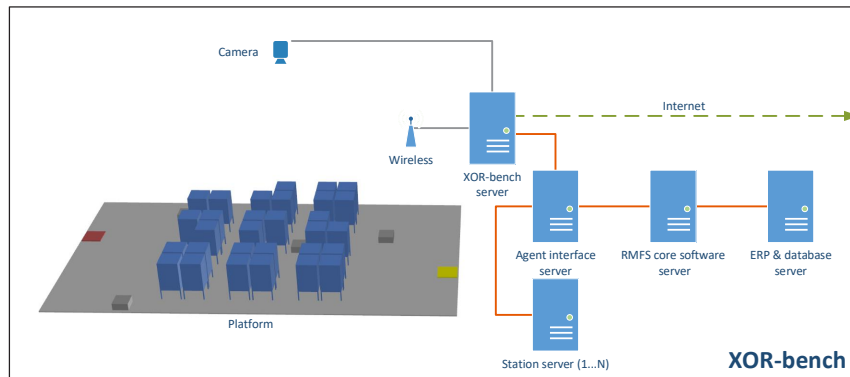 Camera
Internet
Wireless
XOR-bench
server
Agent interface
server
RMFS core software
server
ERP & database
server
Platform
Station server (1...N)
XOR-bench